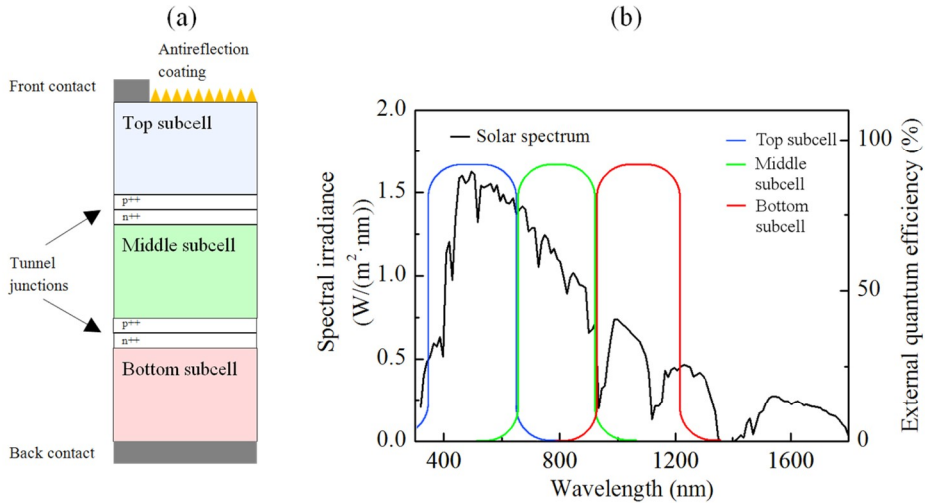 (a)
Antireflection
coating
Front contact
Top subcell
p++
n++
Middle subcell
Tunnel
junctions
p++
n++
Bottom subcell
Back contact
(b)
Solar spectrum
Top subcell
Middle
subcell
Bottom
subcell
Spectral irradiance
(W/(m²·nm))
2.0
1.5
1.0
0.5
0.0
External quantum efficiency (%)
100
50
0
400
800
1200
1600
Wavelength (nm)